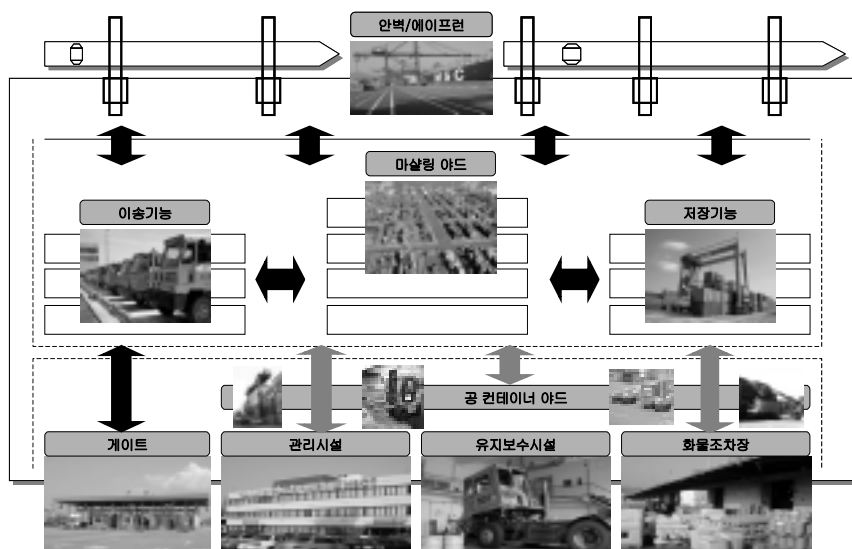 안벽/에이프런
마샬링 야드
이송기능
저장기능
공 컨테이너 야드
게이트
관리시설
유지보수시설
화물조차장